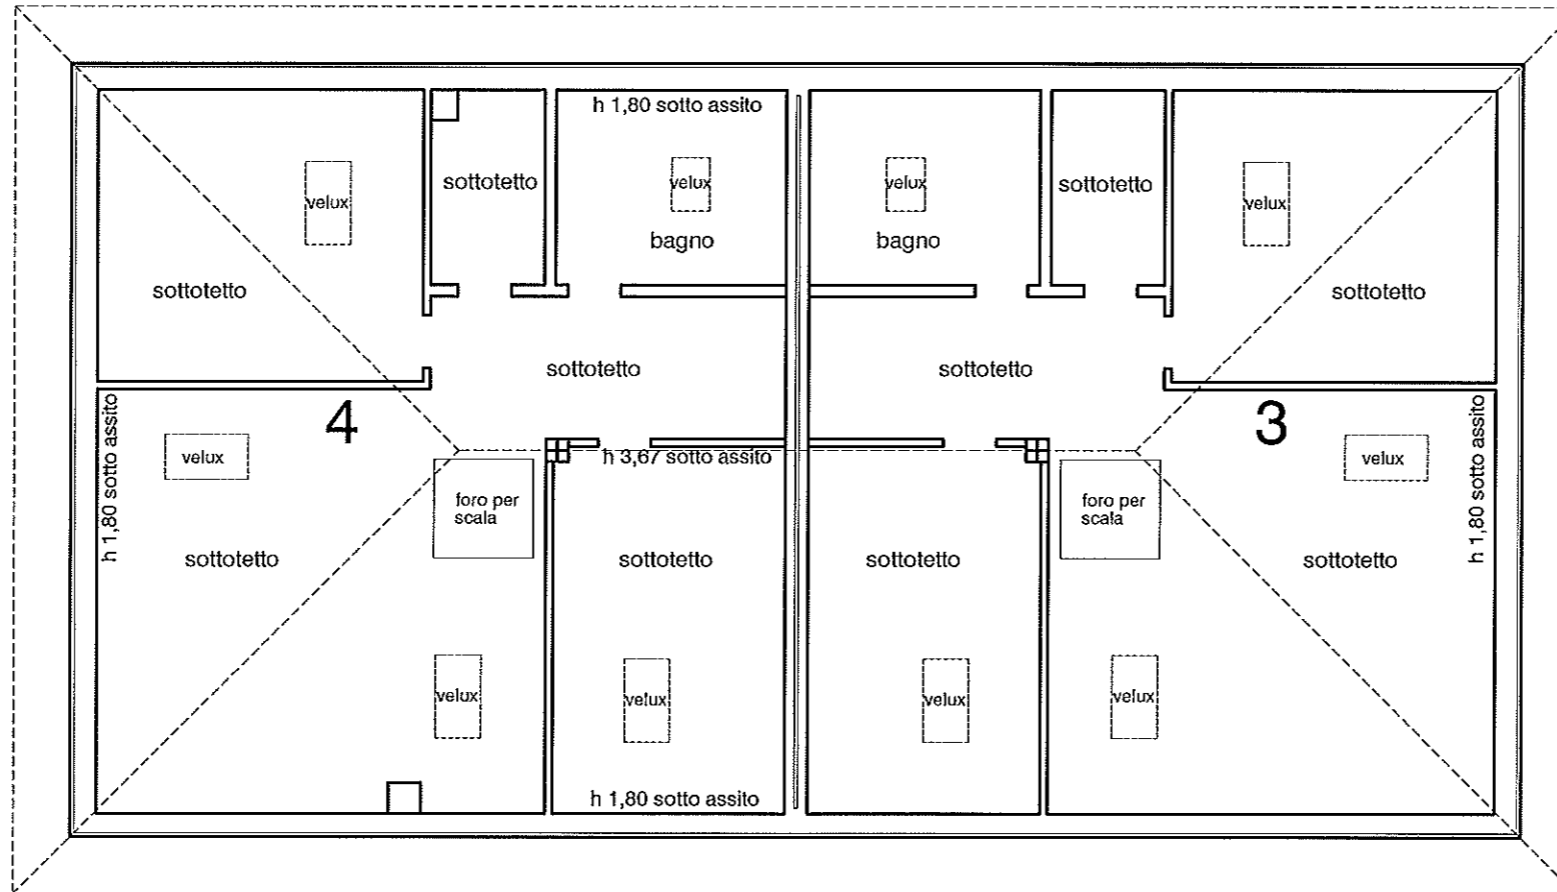 h 1,80 sotto assito
sottotetto
velux
velux
velux
sottotetto
velux
bagno
bagno
sottotetto
sottotetto
sottotetto
sottotetto
4
3
h 1,80 sotto assito
velux
h 3,67 sotto assito
velux
h 1,80 sotto assito
foro per
scala
foro per
scala
sottotetto
sottotetto
sottotetto
sottotetto
velux
velux
velux
velux
h 1,80 sotto assito